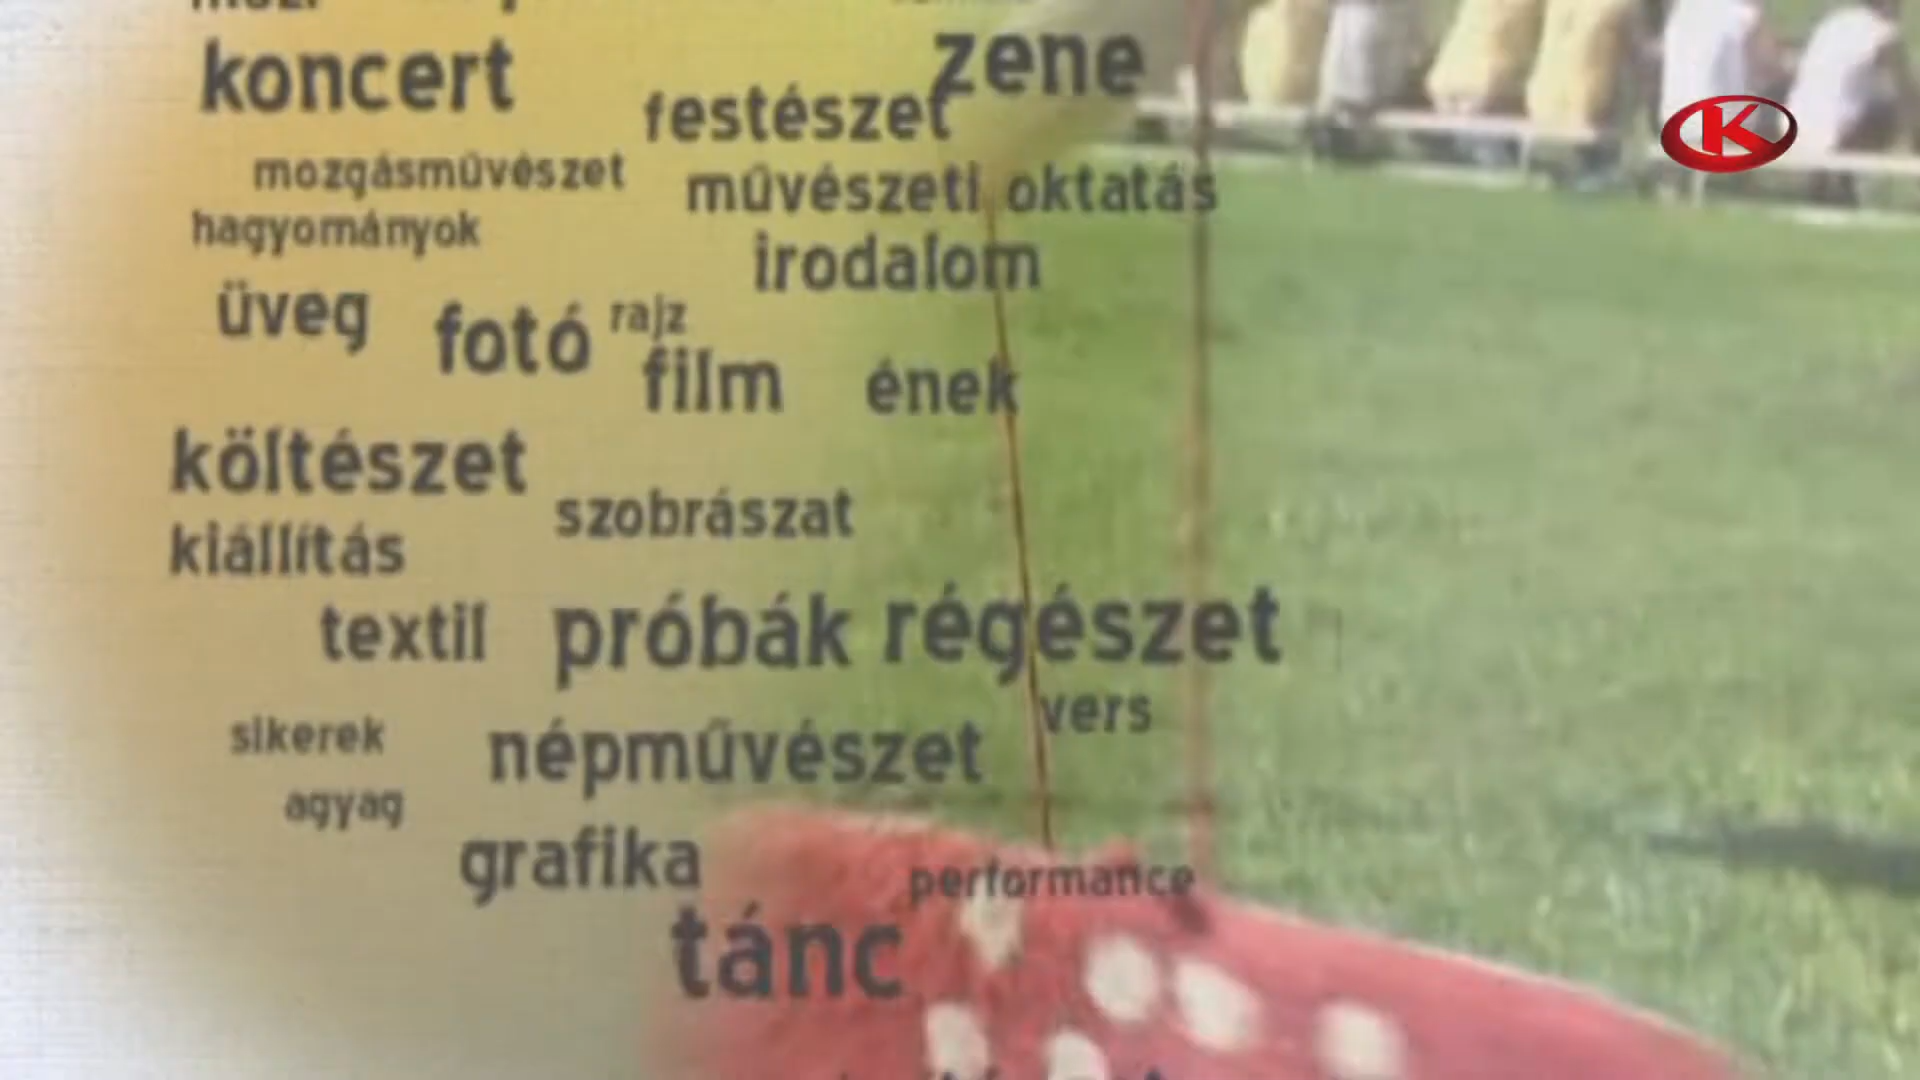 koncert
zene
festészet
mozgásművészet
művészeti oktatás
hagyományok
irodalom
üveg
rajz
fotó
film
ének
költészet
szobrászat
kiállítás
textil
próbák
régészet
vers
sikerek
népművészet
agyag
grafika
performance
tánc
K